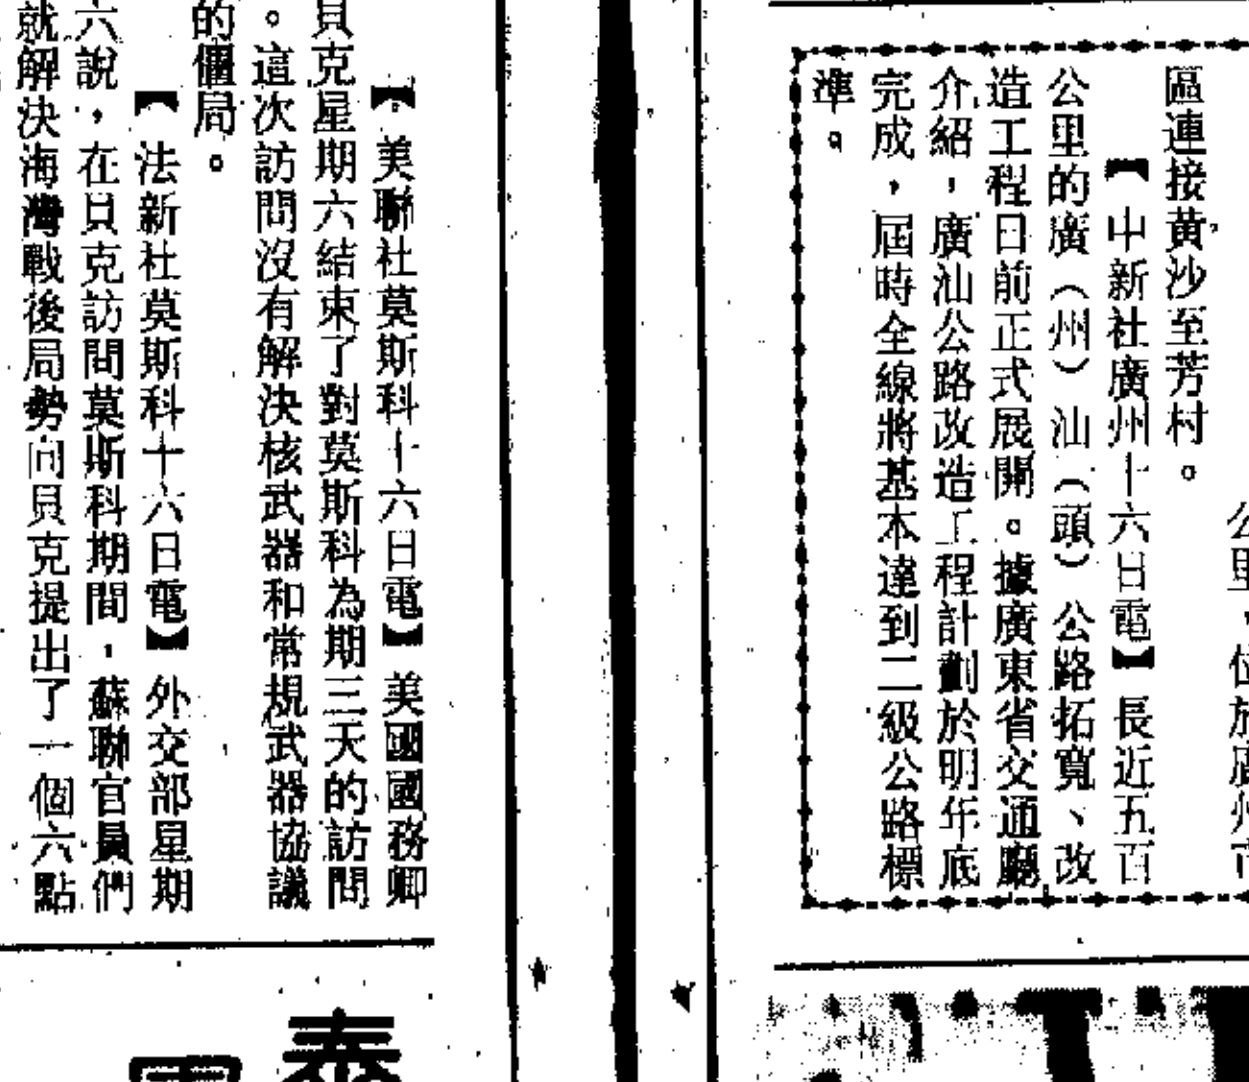 區連接黃沙至芳村。
【中新社廣州十六日電】長近五百
公里的廣（州）汕（頭）公路拓寬、改
造工程日前正式展開。據廣東省交通廳
介紹，廣汕公路改造工程計劃於明年底
完成，屆時全線將基本達到二級公路標
準。
【美聯社莫斯科十六日電】美國國務卿
貝克星期六結束了對莫斯科為期三天的訪問
。這次訪問沒有解決核武器和常規武器協議
的僵局。
【法新社莫斯科十六日電】外交部星期
六說，在貝克訪問莫斯科期間，蘇聯官員們
就解決海灣戰後局勢向貝克提出了一個六點